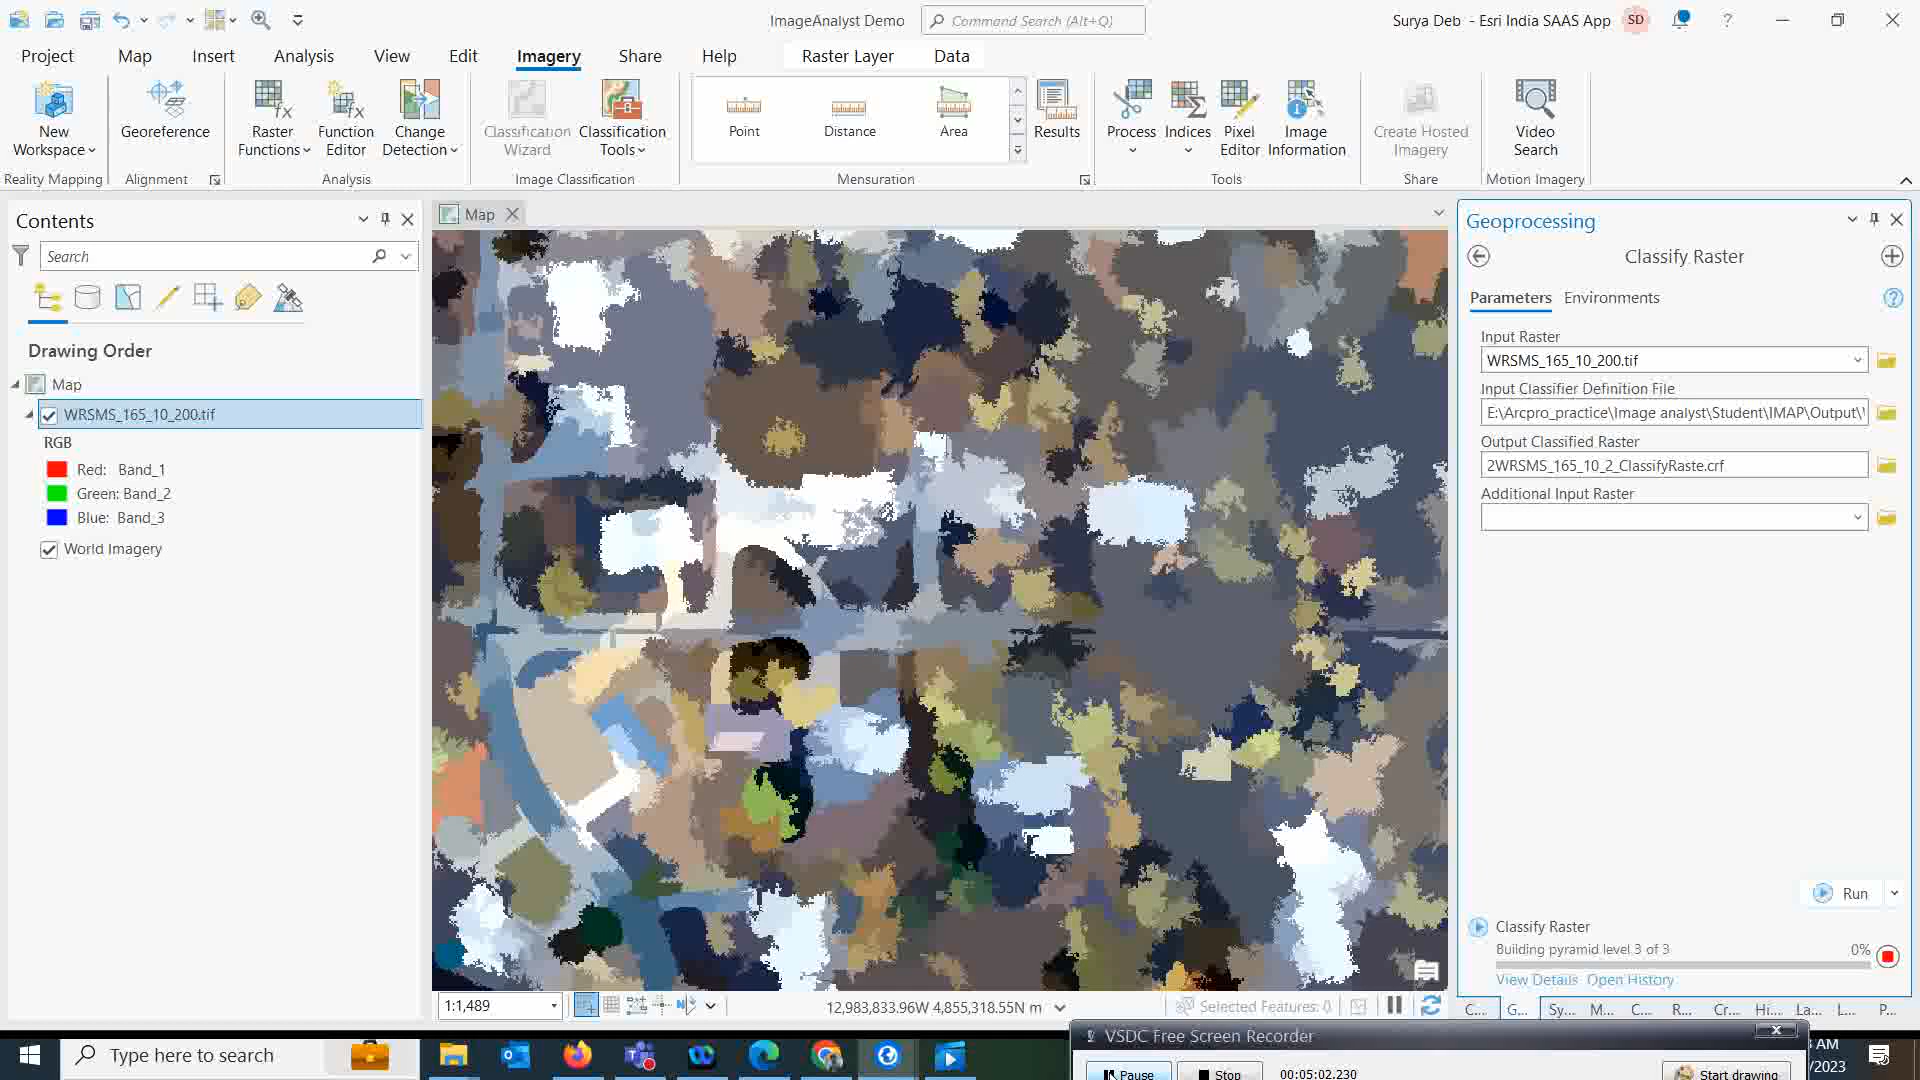 ImageAnalyst Demo
Command Search (Alt+Q)
Surya Deb - Esri India SAAS App
SD
?
Project
Map
Insert
Analysis
View
Edit
Imagery
Share
Help
Raster Layer
Data
New Workspace
Georeference
Raster Functions
Function Editor
Change Detection
Classification Wizard
Classification Tools
Point
Distance
Area
Results
Process
Indices
Pixel Editor
Image Information
Create Hosted Imagery
Video Search
Reality Mapping
Alignment
Analysis
Image Classification
Mensuration
Tools
Share
Motion Imagery
Contents
Search
Drawing Order
Map
WRSMS_165_10_200.tif
RGB
Red: Band_1
Green: Band_2
Blue: Band_3
World Imagery
Map
1:1,489
12,983,833.96W 4,855,318.55N m
Selected Features: 0
Geoprocessing
Classify Raster
Parameters Environments
Input Raster
WRSMS_165_10_200.tif
Input Classifier Definition File
E:\Arcpro_practice\Image analyst\Student\IMAP\Output\
Output Classified Raster
2WRSMS_165_10_2_ClassifyRaste.crf
Additional Input Raster
Run
Classify Raster
Building pyramid level 3 of 3
0%
View Details Open History
C... G... Sy... M... C... R... Cr... Hi... La... L... P...
VSDC Free Screen Recorder
Pause
Stop
00:05:02.230
Start drawing
Type here to search
AM
/2023